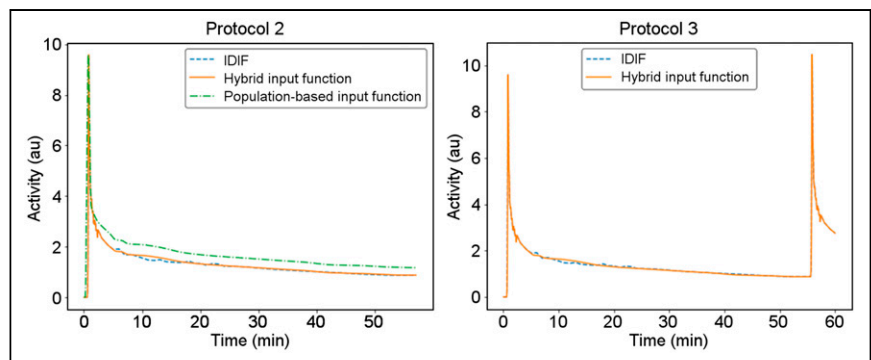 Protocol 2
Activity (au)
10
8
6
4
2
0
IDIF
Hybrid input function
Population-based input function
0 10 20 30 40 50
Time (min)
Protocol 3
Activity (au)
10
8
6
4
2
0
IDIF
Hybrid input function
0 10 20 30 40 50 60
Time (min)